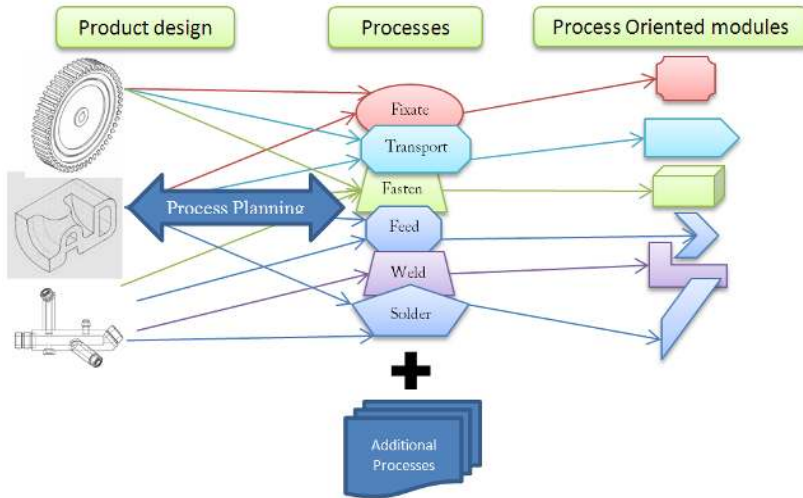 Product design
Processes
Process Oriented modules
Fixate
Transport
Fasten
Process Planning
Feed
Weld
Solder
Additional
Processes